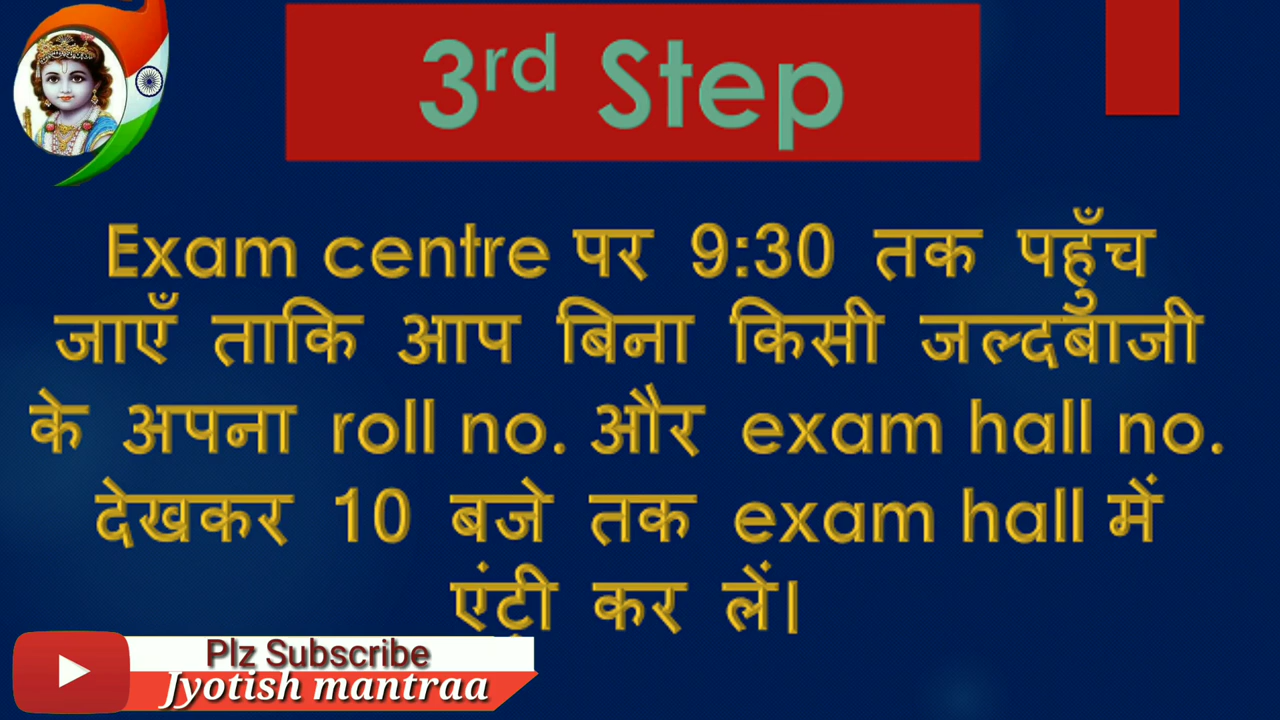 3rd Step
Exam centre पर 9:30 तक पहुँच
जाएँ ताकि आप बिना किसी जल्दबाजी
के अपना roll no. और exam hall no.
देखकर 10 बजे तक exam hall में
एंट्री कर लें।
Plz Subscribe
Jyotish mantraa